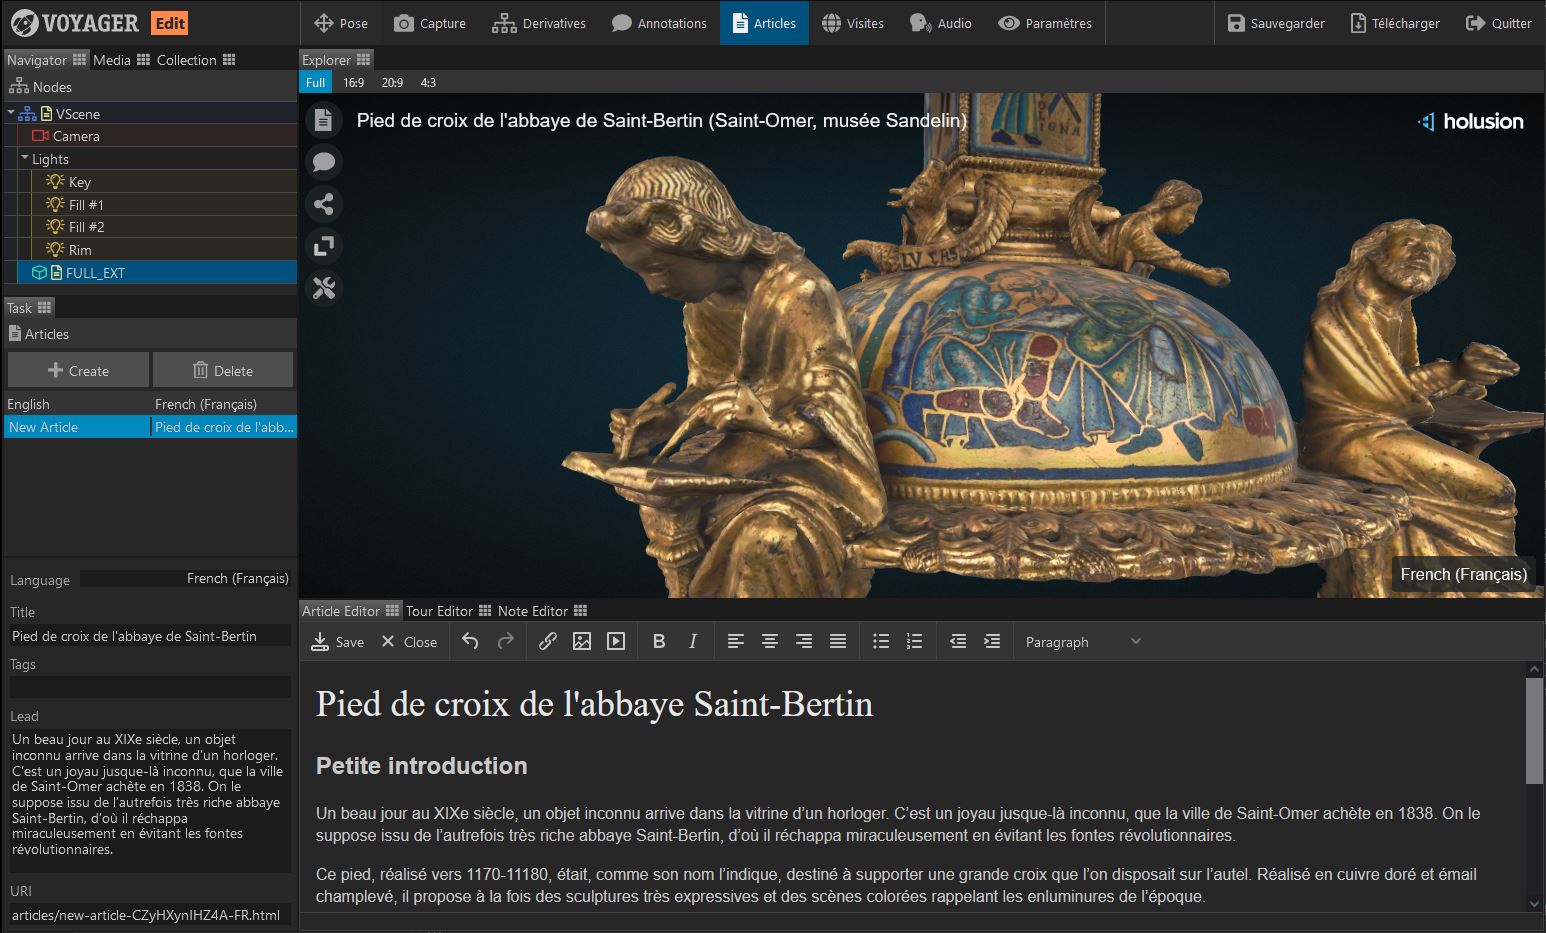 VOYAGER Edit
Pose
Capture
Derivatives
Annotations
Articles
Visites
Audio
Paramètres
Sauvegarder
Télécharger
Quitter
Navigator
Media
Collection
Nodes
VScene
Camera
Lights
Key
Fill #1
Fill #2
Rim
FULL_EXT
Task
Articles
Create
Delete
English French (Français)
New Article Pied de croix de l'abb...
Language French (Français)
Title
Pied de croix de l'abbaye de Saint-Bertin
Tags
Lead
Un beau jour au XIXe siècle, un objet
inconnu arrive dans la vitrine d’un horloger.
C’est un joyau jusque-là inconnu, que la ville
de Saint-Omer achète en 1838. On le
suppose issu de l’autrefois très riche abbaye
Saint-Bertin, d’où il réchappa
miraculeusement en évitant les fontes
révolutionnaires.
URI
articles/new-article-CZyHXynIHZ4A-FR.html
Explorer
Full 16:9 20:9 4:3
Pied de croix de l'abbaye de Saint-Bertin (Saint-Omer, musée Sandelin)
holusion
French (Français)
Article Editor
Tour Editor
Note Editor
Save
Close
B I
Paragraph
Pied de croix de l'abbaye Saint-Bertin
Petite introduction
Un beau jour au XIXe siècle, un objet inconnu arrive dans la vitrine d’un horloger. C’est un joyau jusque-là inconnu, que la ville de Saint-Omer achète en 1838. On le
suppose issu de l’autrefois très riche abbaye Saint-Bertin, d’où il réchappa miraculeusement en évitant les fontes révolutionnaires.
Ce pied, réalisé vers 1170-11180, était, comme son nom l’indique, destiné à supporter une grande croix que l’on disposait sur l’autel. Réalisé en cuivre doré et émail
champlevé, il propose à la fois des sculptures très expressives et des scènes colorées rappelant les enluminures de l’époque.